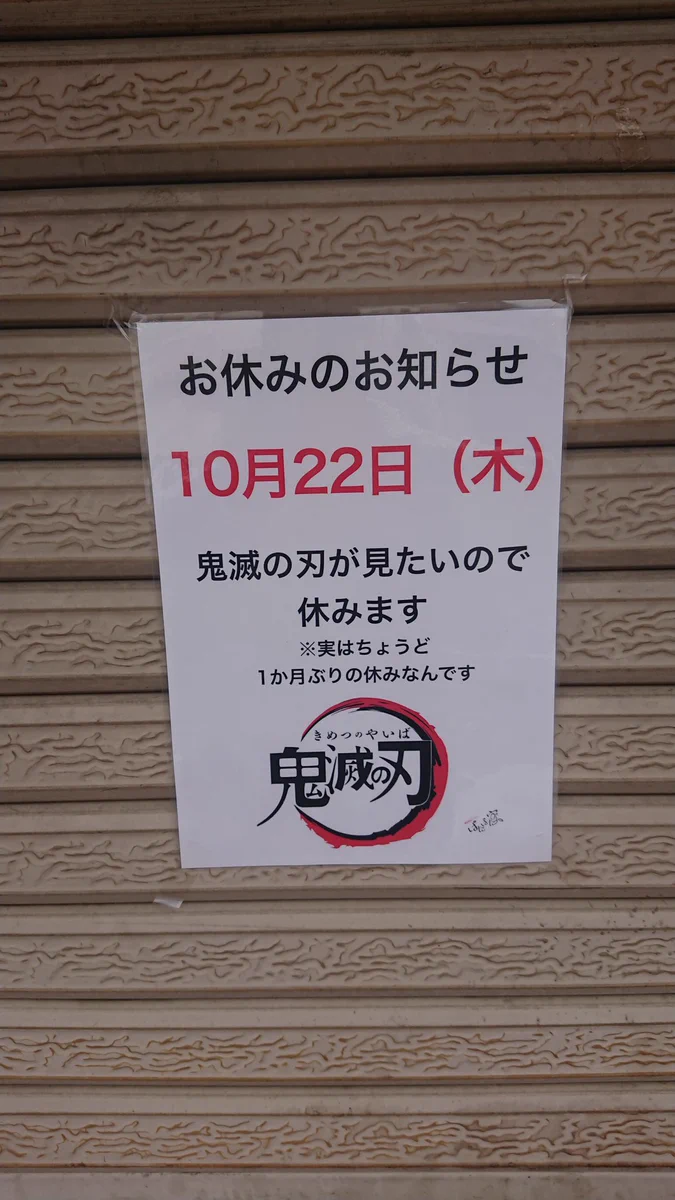 お休みのお知らせ
10月22日（木）
鬼滅の刃が見たいので
休みます
※実はちょうど
1か月ぶりの休みなんです
きめつのやいば
鬼滅の刃